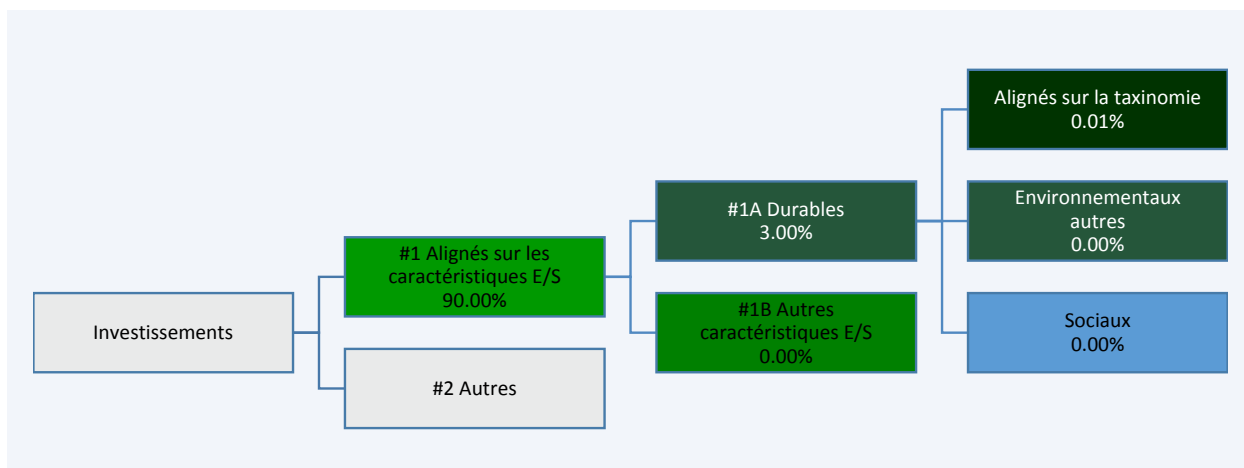 Investissements
#1 Alignés sur les
caractéristiques E/S
90.00%
#2 Autres
#1A Durables
3.00%
#1B Autres
caractéristiques E/S
0.00%
Alignés sur la taxinomie
0.01%
Environnementaux
autres
0.00%
Sociaux
0.00%